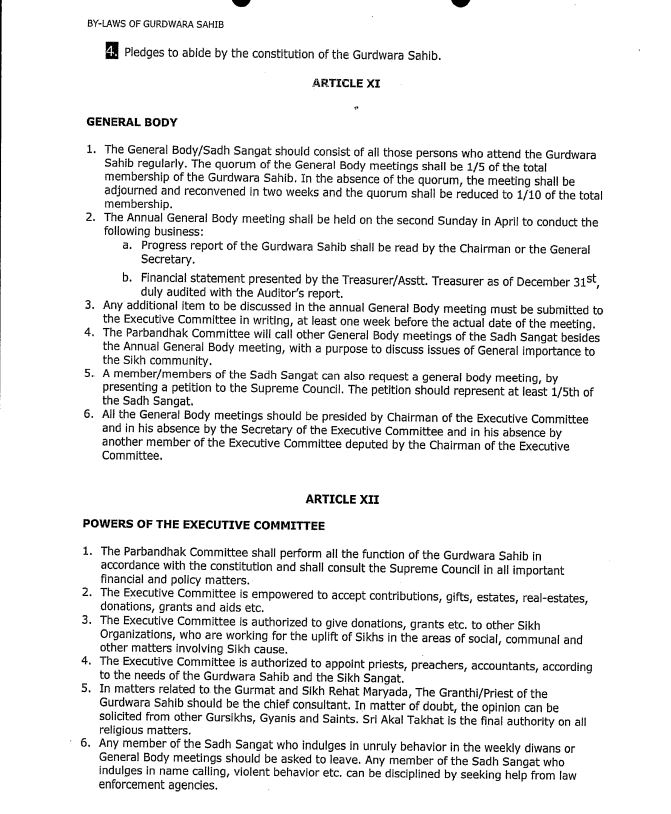 BY-LAWS OF GURDWARA SAHIB
4. Pledges to abide by the constitution of the Gurdwara Sahib.
ARTICLE XI
GENERAL BODY
1. The General Body/Sadh Sangat should consist of all those persons who attend the Gurdwara
Sahib regularly. The quorum of the General Body meetings shall be 1/5 of the total
membership of the Gurdwara Sahib. In the absence of the quorum, the meeting shall be
adjourned and reconvened in two weeks and the quorum shall be reduced to 1/10 of the total
membership.
2. The Annual General Body meeting shall be held on the second Sunday in April to conduct the
following business:
a. Progress report of the Gurdwara Sahib shall be read by the Chairman or the General
Secretary.
b. Financial statement presented by the Treasurer/Asstt. Treasurer as of December 31st,
duly audited with the Auditor's report.
3. Any additional item to be discussed in the annual General Body meeting must be submitted to
the Executive Committee in writing, at least one week before the actual date of the meeting.
4. The Parbandhak Committee will call other General Body meetings of the Sadh Sangat besides
the Annual General Body meeting, with a purpose to discuss issues of General importance to
the Sikh community.
5. A member/members of the Sadh Sangat can also request a general body meeting, by
presenting a petition to the Supreme Council. The petition should represent at least 1/5th of
the Sadh Sangat.
6. All the General Body meetings should be presided by Chairman of the Executive Committee
and in his absence by the Secretary of the Executive Committee and in his absence by
another member of the Executive Committee deputed by the Chairman of the Executive
Committee.
ARTICLE XII
POWERS OF THE EXECUTIVE COMMITTEE
1. The Parbandhak Committee shall perform all the function of the Gurdwara Sahib in
accordance with the constitution and shall consult the Supreme Council in all important
financial and policy matters.
2. The Executive Committee is empowered to accept contributions, gifts, estates, real-estates,
donations, grants and aids etc.
3. The Executive Committee is authorized to give donations, grants etc. to other Sikh
Organizations, who are working for the uplift of Sikhs in the areas of social, communal and
other matters involving Sikh cause.
4. The Executive Committee is authorized to appoint priests, preachers, accountants, according
to the needs of the Gurdwara Sahib and the Sikh Sangat.
5. In matters related to the Gurmat and Sikh Rehat Maryada, The Granthi/Priest of the
Gurdwara Sahib should be the chief consultant. In matter of doubt, the opinion can be
solicited from other Gursikhs, Gyanis and Saints. Sri Akal Takhat is the final authority on all
religious matters.
6. Any member of the Sadh Sangat who indulges in unruly behavior in the weekly diwans or
General Body meetings should be asked to leave. Any member of the Sadh Sangat who
indulges in name calling, violent behavior etc. can be disciplined by seeking help from law
enforcement agencies.